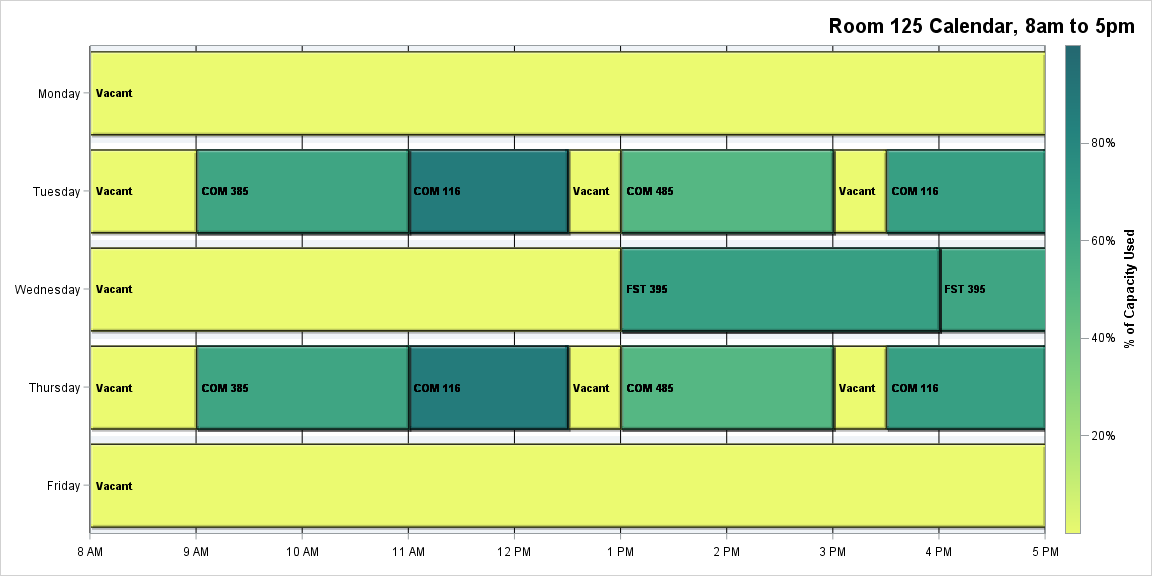 Room 125 Calendar, 8am to 5pm
Monday
Vacant
Tuesday
Vacant
COM 385
COM 116
Vacant
COM 485
Vacant
COM 116
Wednesday
Vacant
FST 395
FST 395
Thursday
Vacant
COM 385
COM 116
Vacant
COM 485
Vacant
COM 116
Friday
Vacant
8 AM
9 AM
10 AM
11 AM
12 PM
1 PM
2 PM
3 PM
4 PM
5 PM
80%
60%
40%
20%
% of Capacity Used